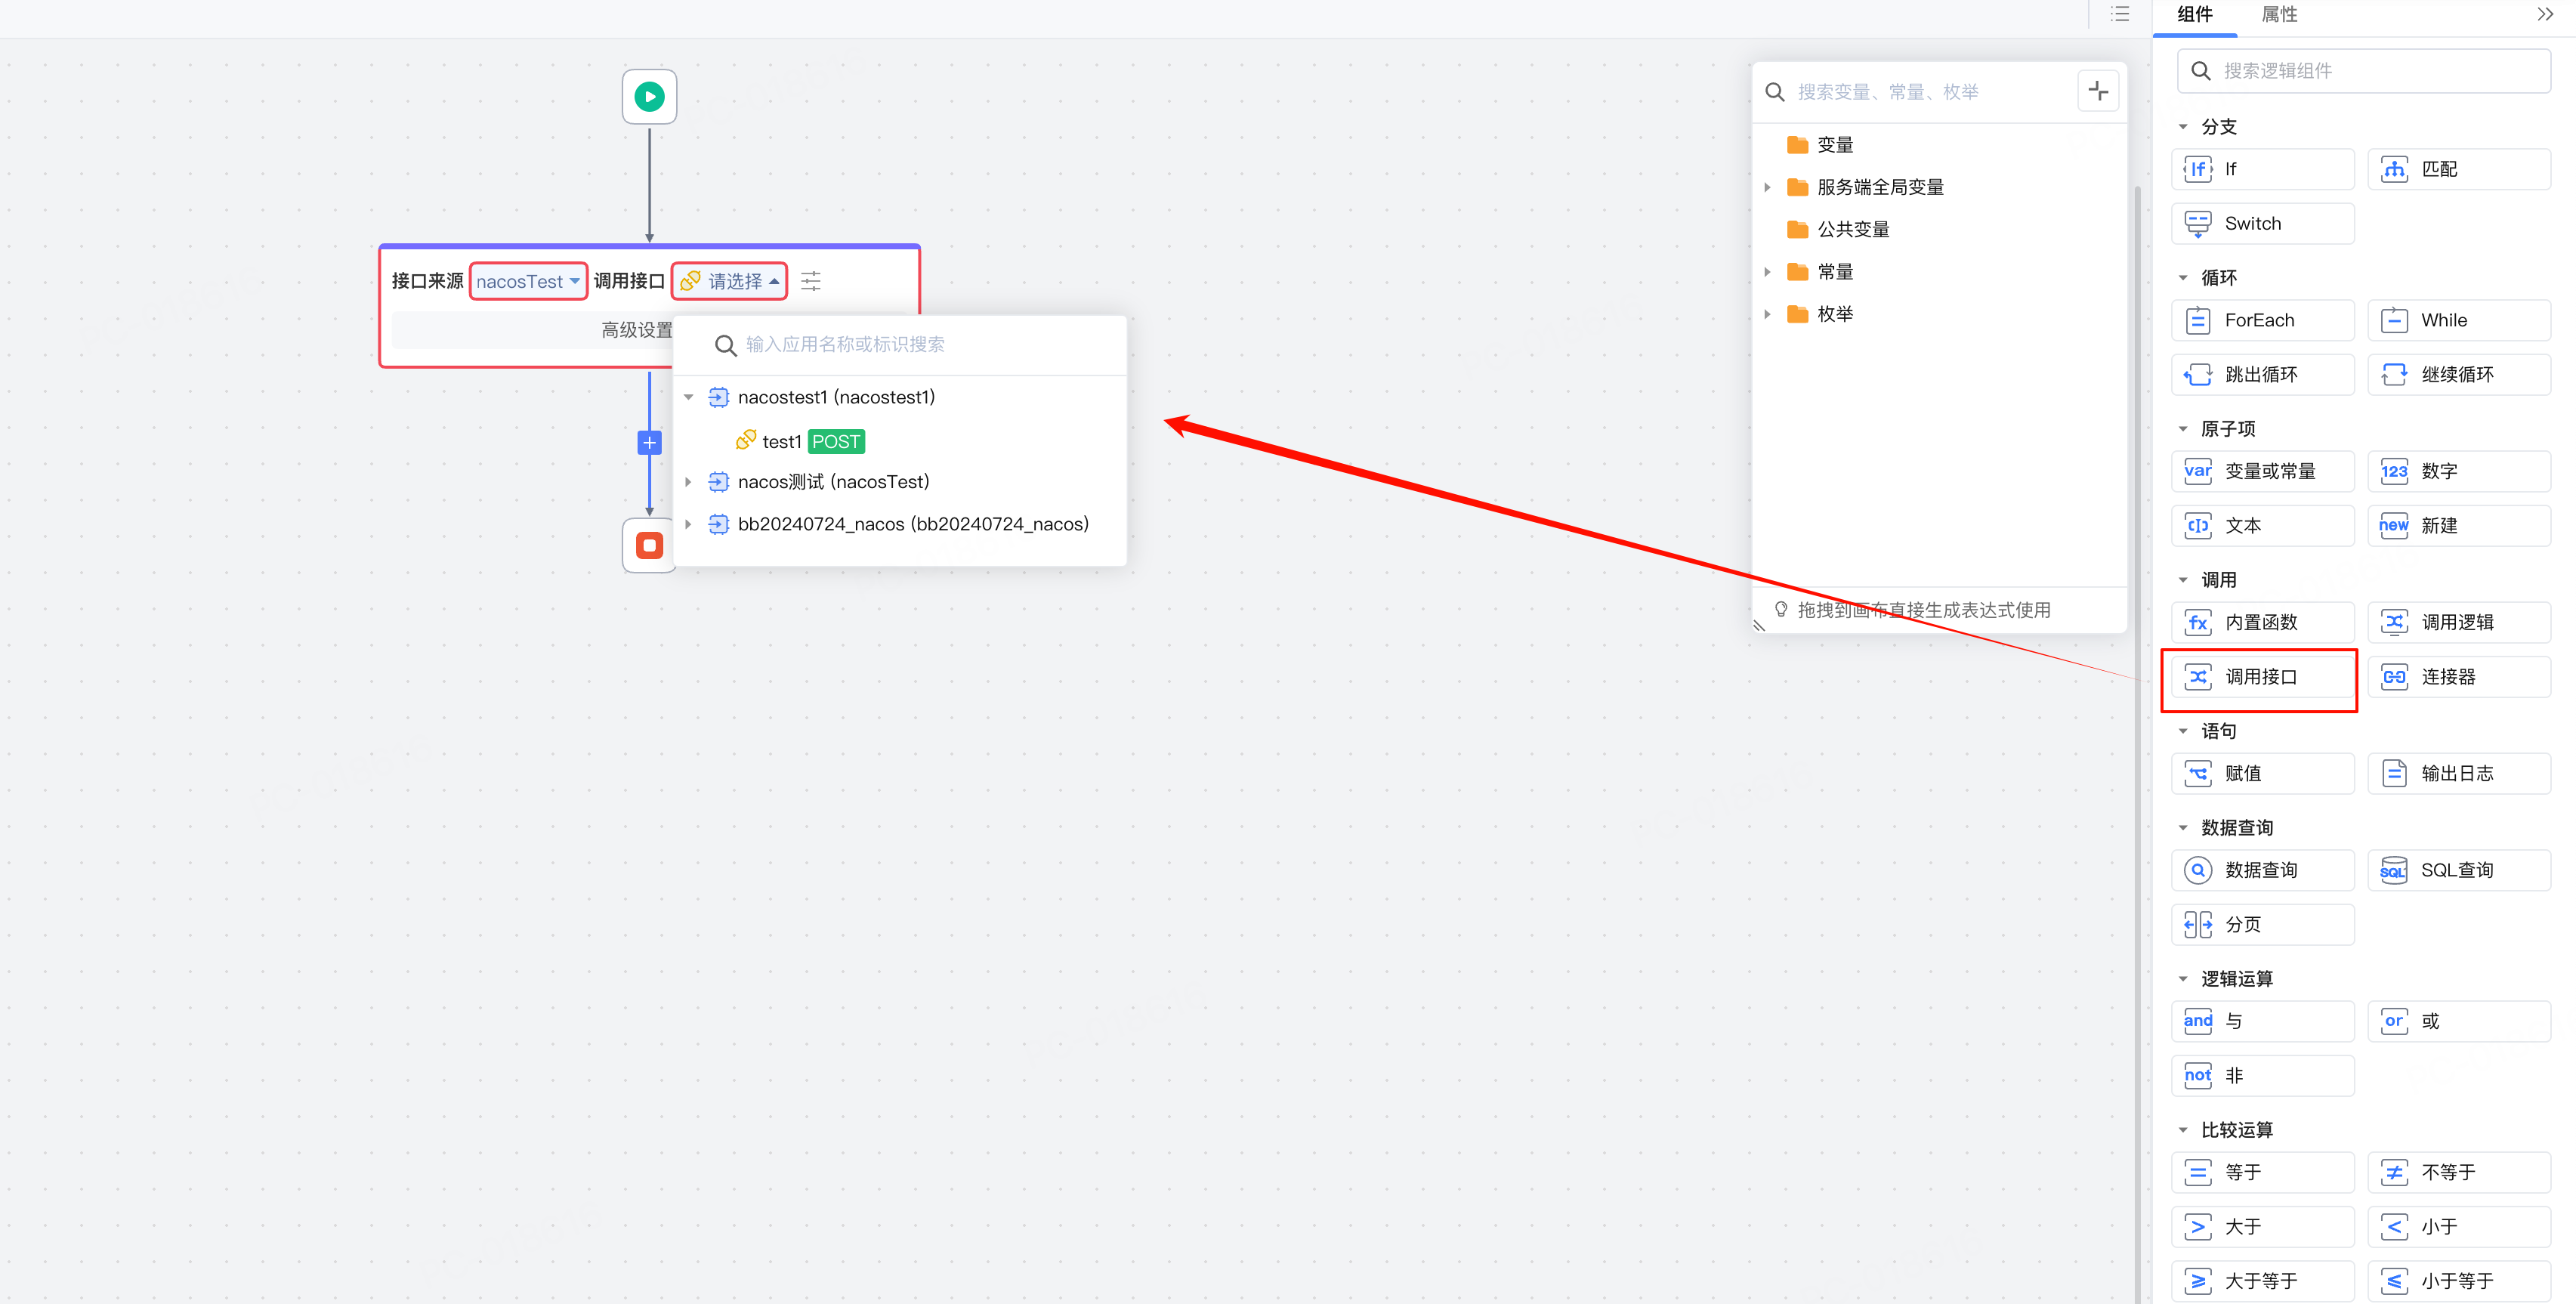 组件 属性
搜索逻辑组件
分支
If If 匹配
Switch
循环
ForEach While
跳出循环 继续循环
原子项
var 变量或常量 123 数字
文本 new 新建
调用
fx 内置函数 调用逻辑
调用接口 连接器
语句
赋值 输出日志
数据查询
数据查询 SQL SQL查询
分页
逻辑运算
and 与 or 或
not 非
比较运算
= 等于 ≠ 不等于
> 大于 < 小于
≥ 大于等于 ≤ 小于等于
搜索变量、常量、枚举
变量
服务端全局变量
公共变量
常量
枚举
拖拽到画布直接生成表达式使用
接口来源 nacosTest 调用接口 请选择
高级设置
输入应用名称或标识搜索
nacostest1 (nacostest1)
test1 POST
nacos测试 (nacosTest)
bb20240724_nacos (bb20240724_nacos)